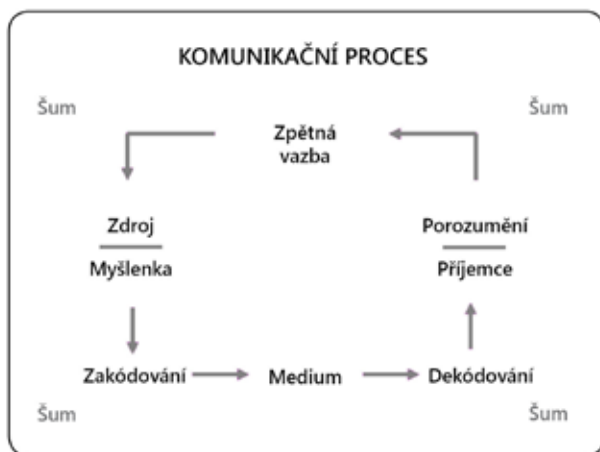 KOMUNIKAČNÍ PROCES
Šum Šum
Zpětná
vazba
Zdroj Porozumění
Myšlenka Příjemce
Zakódování Medium Dekódování
Šum Šum